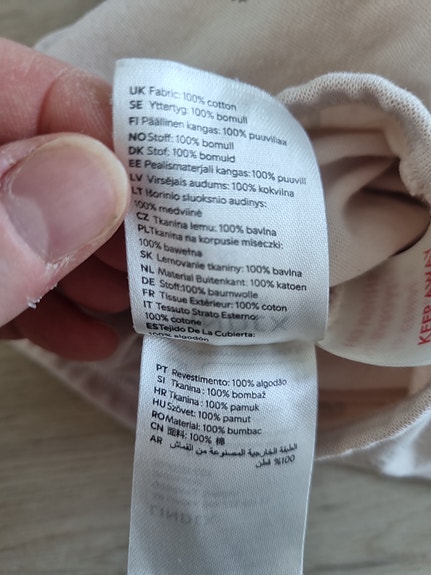 UK Fabric: 100% cotton
SE Yttertyg: 100% bomull
FI Päällinen kangas: 100% puuvillaa
NO Stoff: 100% bomull
DK Stof: 100% bomuld
EE Pealismaterjali kangas: 100% puuvill
LV Virsējais audums: 100% kokvilna
LT Išorinio sluoksnio audinys:
100% medvilnė
CZ Tkanina lemu: 100% bavlna
PL Tkanina na korpusie miseczki:
100% bawełna
SK Lemovanie tkaniny: 100% bavlna
NL Material Buitenkant: 100% katoen
DE Stoff:100% baumwolle
FR Tissue Extérieur: 100% coton
IT Tessuto Strato Esterno:
100% cotone
ES Tejido De La Cubierta:
100% algodón
PT Revestimento: 100% algodão
SI Tkanina : 100% bombaž
HR Tkanina : 100% pamuk
HU Szövet: 100% pamut
RO Material: 100% bumbac
CN 面料: 100% 棉
AR الطبقة الخارجية المصنوعة من القماش
100% قطن
KEEP AWAY